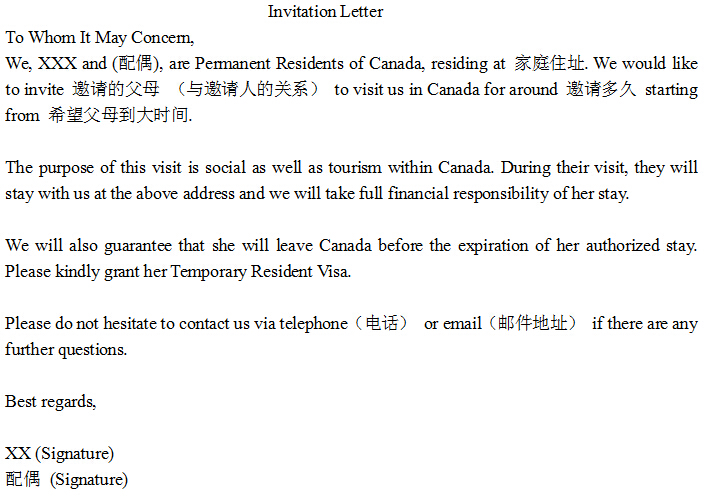 Invitation Letter
To Whom It May Concern,
We, XXX and (配偶), are Permanent Residents of Canada, residing at 家庭住址. We would like
to invite 邀请的父母 （与邀请人的关系） to visit us in Canada for around 邀请多久 starting
from 希望父母到大时间.
The purpose of this visit is social as well as tourism within Canada. During their visit, they will
stay with us at the above address and we will take full financial responsibility of her stay.
We will also guarantee that she will leave Canada before the expiration of her authorized stay.
Please kindly grant her Temporary Resident Visa.
Please do not hesitate to contact us via telephone（电话） or email（邮件地址） if there are any
further questions.
Best regards,
XX (Signature)
配偶 (Signature)